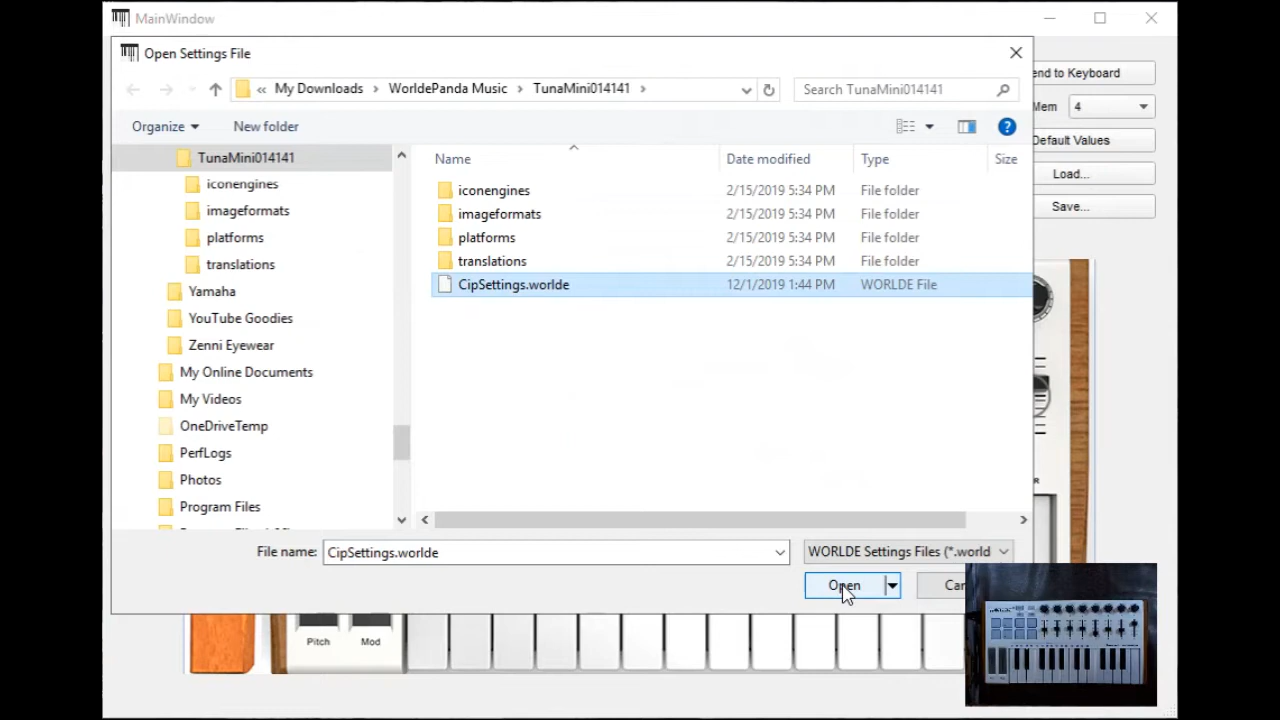 MainWindow
Open Settings File
« My Downloads > WorldePanda Music > TunaMini014141 >
Search TunaMini014141
end to Keyboard
Organize
New folder
Mem 4
Default Values
Load...
Save...
TunaMini014141
iconengines
imageformats
platforms
translations
Yamaha
YouTube Goodies
Zenni Eyewear
My Online Documents
My Videos
OneDriveTemp
PerfLogs
Photos
Program Files
Name Date modified Type Size
iconengines 2/15/2019 5:34 PM File folder
imageformats 2/15/2019 5:34 PM File folder
platforms 2/15/2019 5:34 PM File folder
translations 2/15/2019 5:34 PM File folder
CipSettings.worlde 12/1/2019 1:44 PM WORLDE File
File name: CipSettings.worlde
WORLDE Settings Files (*.world
Open
Can
Pitch Mod